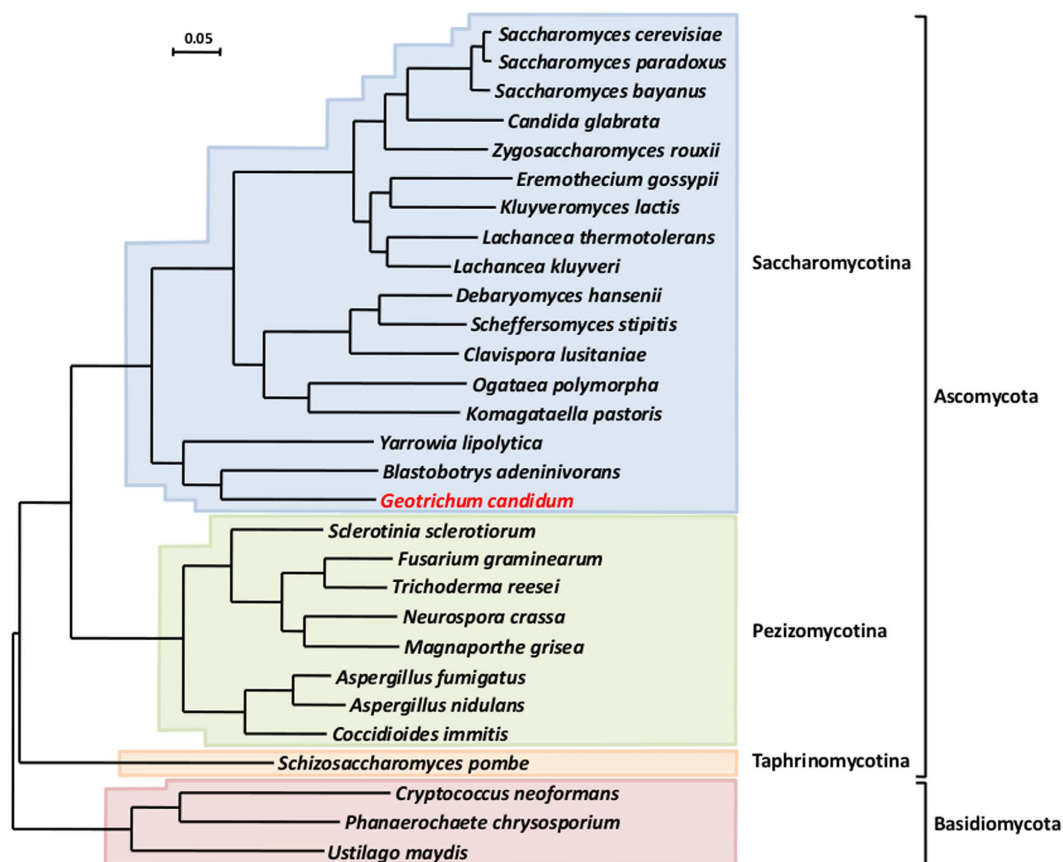 0.05
Saccharomyces cerevisiae
Saccharomyces paradoxus
Saccharomyces bayanus
Candida glabrata
Zygosaccharomyces rouxii
Eremothecium gossypii
Kluyveromyces lactis
Lachancea thermotolerans
Lachancea kluyveri
Debaryomyces hansenii
Scheffersomyces stipitis
Clavispora lusitaniae
Ogataea polymorpha
Komagataella pastoris
Yarrowia lipolytica
Blastobotrys adeninivorans
Geotrichum candidum
Saccharomycotina
Sclerotinia sclerotiorum
Fusarium graminearum
Trichoderma reesei
Neurospora crassa
Magnaporthe grisea
Aspergillus fumigatus
Aspergillus nidulans
Coccidioides immitis
Pezizomycotina
Schizosaccharomyces pombe
Taphrinomycotina
Ascomycota
Cryptococcus neoformans
Phanaerochaete chrysosporium
Ustilago maydis
Basidiomycota